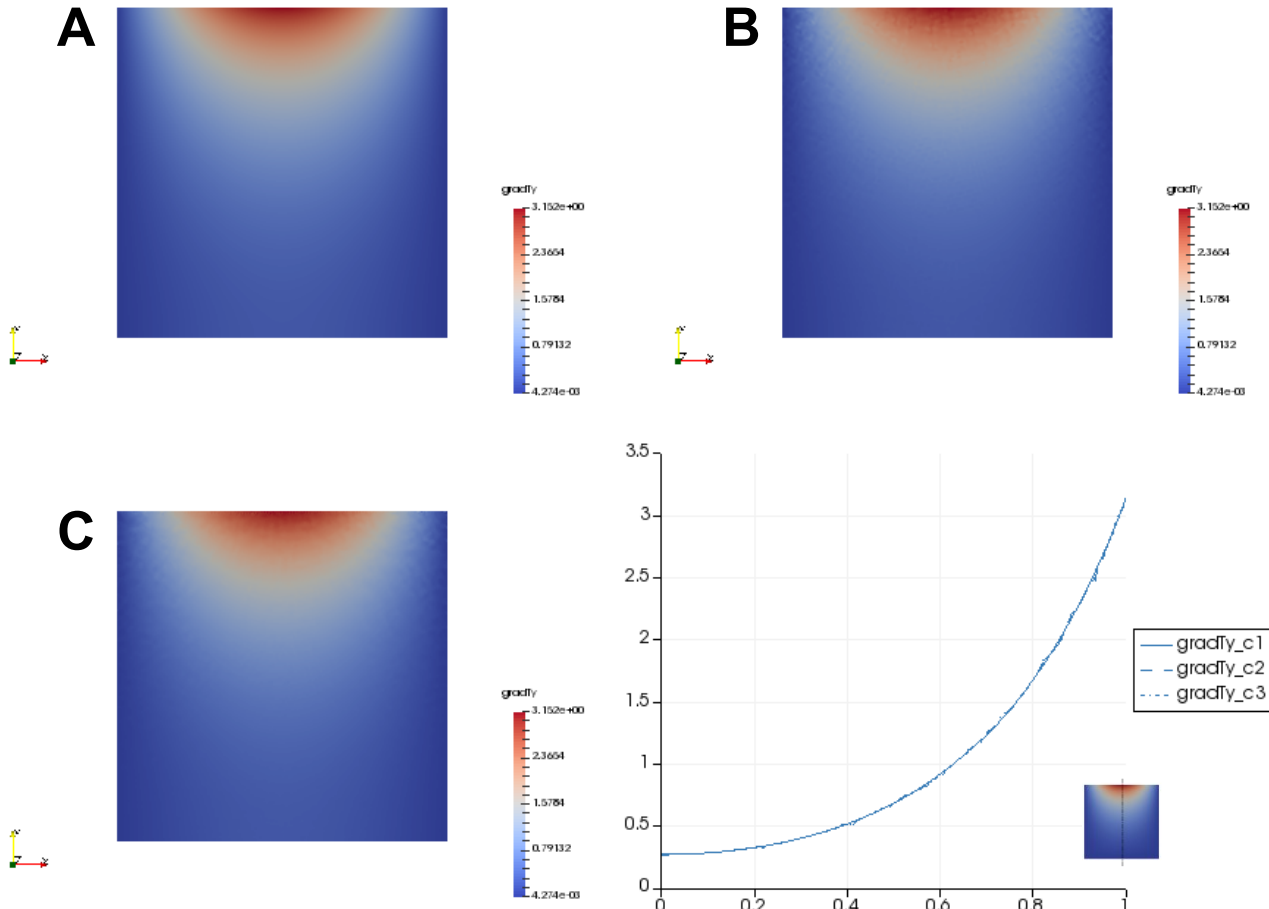 A
gradTy
3.152e+00
2.3654
1.5784
0.79132
4.274e-03
B
gradTy
3.152e+00
2.3654
1.5784
0.79132
4.274e-03
C
gradTy
3.152e+00
2.3654
1.5784
0.79132
4.274e-03
3.5
3
2.5
2
1.5
1
0.5
0
0 0.2 0.4 0.6 0.8 1
gradTy_c1
gradTy_c2
gradTy_c3